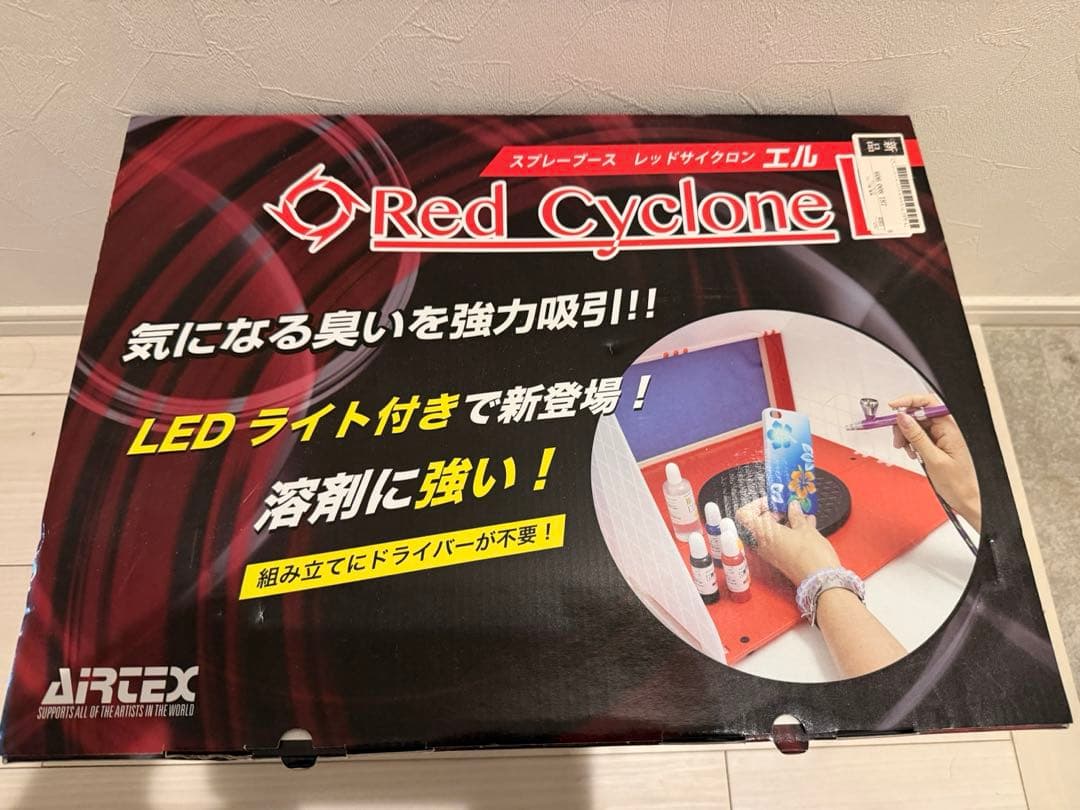 スプレーブース レッドサイクロン エル
Red Cyclone L
新品
気になる臭いを強力吸引!!
LED ライト付きで新登場!
溶剤に強い!
組み立てにドライバーが不要!
AIRTEX
SUPPORTS ALL OF THE ARTISTS IN THE WORLD